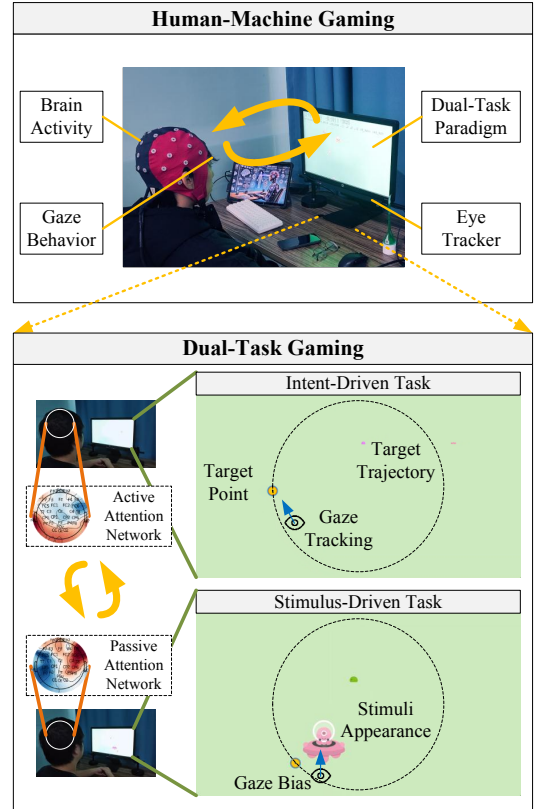 Human-Machine Gaming
Brain
Activity
Dual-Task
Paradigm
Gaze
Behavior
Eye
Tracker
Dual-Task Gaming
Intent-Driven Task
Target
Trajectory
Target
Point
Gaze
Tracking
Active
Attention
Network
Stimulus-Driven Task
Passive
Attention
Network
Stimuli
Appearance
Gaze Bias